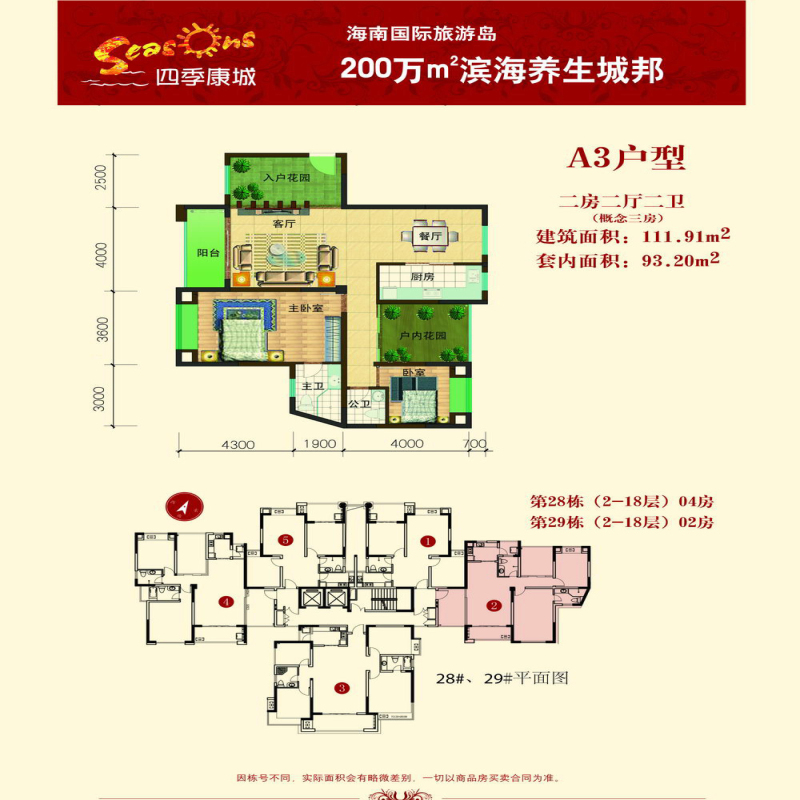 Seasons
四季康城
海南国际旅游岛
200万m²滨海养生城邦
A3户型
二房二厅二卫
（概念三房）
建筑面积：111.91m²
套内面积：93.20m²
2500
4000
3600
3000
入户花园
客厅
餐厅
阳台
厨房
主卧室
户内花园
主卫
卧室
公卫
4300
1900
4000
700
第28栋（2-18层）04房
第29栋（2-18层）02房
5
1
4
2
3
28#、29#平面图
因栋号不同，实际面积会有略微差别，一切以商品房买卖合同为准。